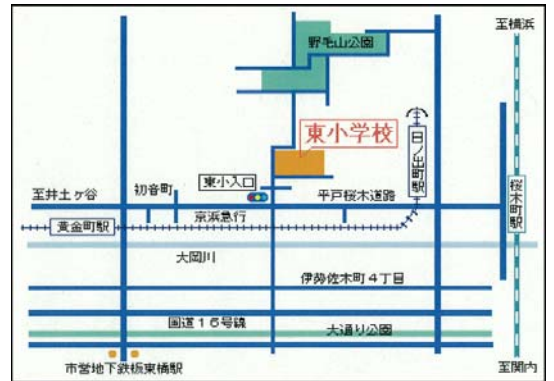 至横浜
野毛山公園
東小学校
日ノ出町駅
東小入口
初音町
至井土ヶ谷
平戸桜木道路
桜木町駅
京浜急行
黄金町駅
大岡川
伊勢佐木町4丁目
国道16号線
大通り公園
市営地下鉄板東橋駅
至関内